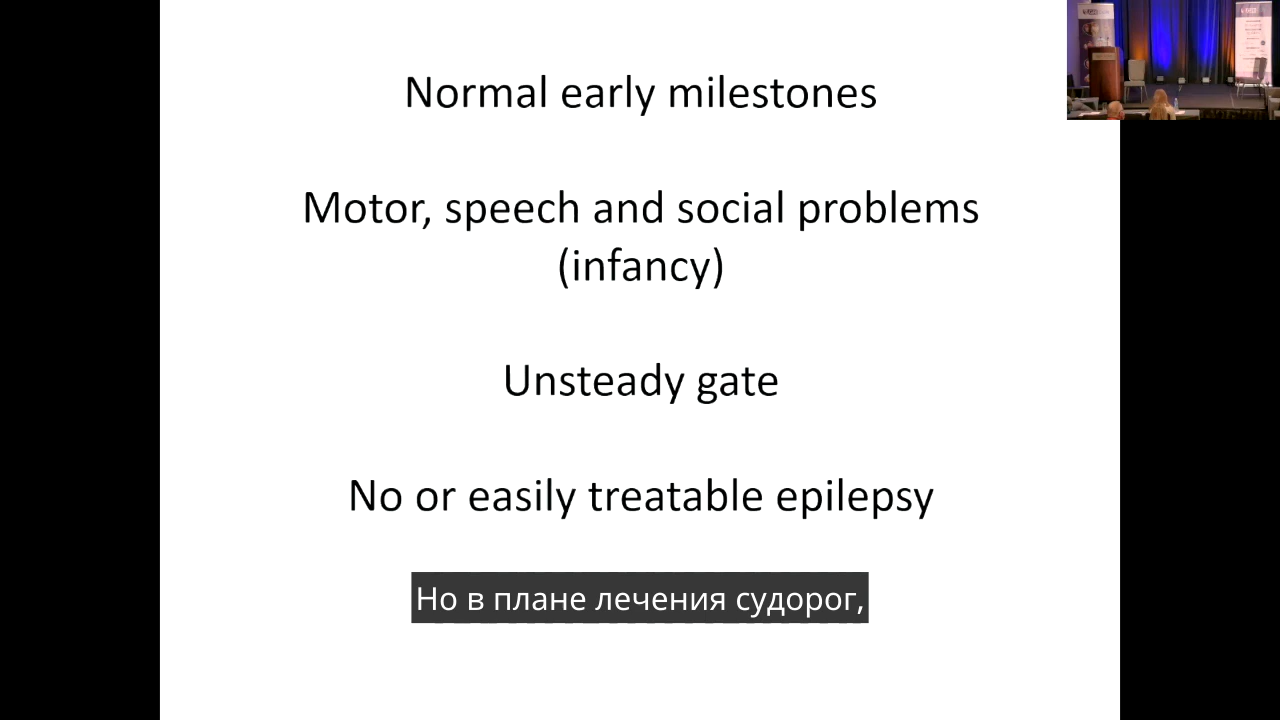 Normal early milestones
Motor, speech and social problems
(infancy)
Unsteady gate
No or easily treatable epilepsy
Но в плане лечения судорог,